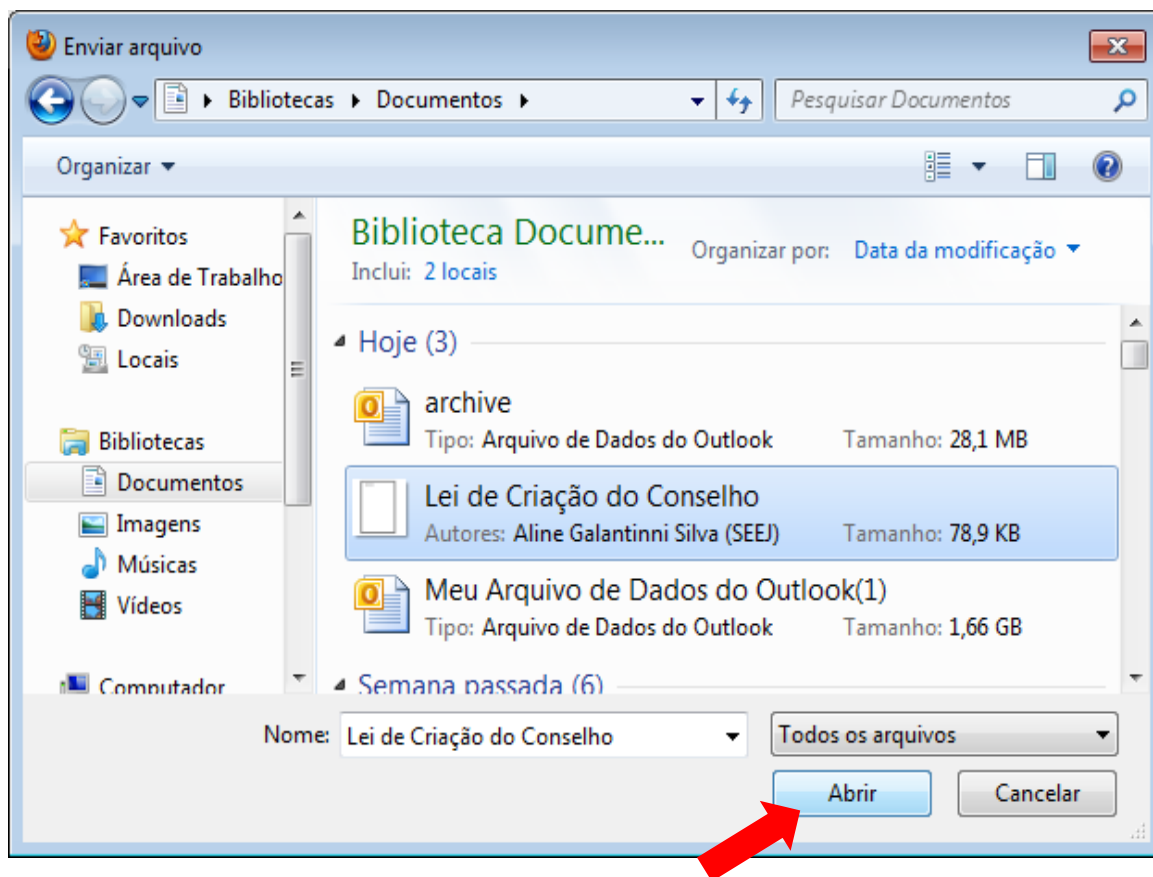 Enviar arquivo
Bibliotecas Documentos Pesquisar Documentos
Organizar
Favoritos
Área de Trabalho
Downloads
Locais
Bibliotecas
Documentos
Imagens
Músicas
Vídeos
Computador
Biblioteca Docume...
Inclui: 2 locais
Organizar por: Data da modificação
Hoje (3)
archive
Tipo: Arquivo de Dados do Outlook Tamanho: 28,1 MB
Lei de Criação do Conselho
Autores: Aline Galantinni Silva (SEEJ) Tamanho: 78,9 KB
Meu Arquivo de Dados do Outlook(1)
Tipo: Arquivo de Dados do Outlook Tamanho: 1,66 GB
Semana passada (6)
Nome: Lei de Criação do Conselho Todos os arquivos
Abrir Cancelar